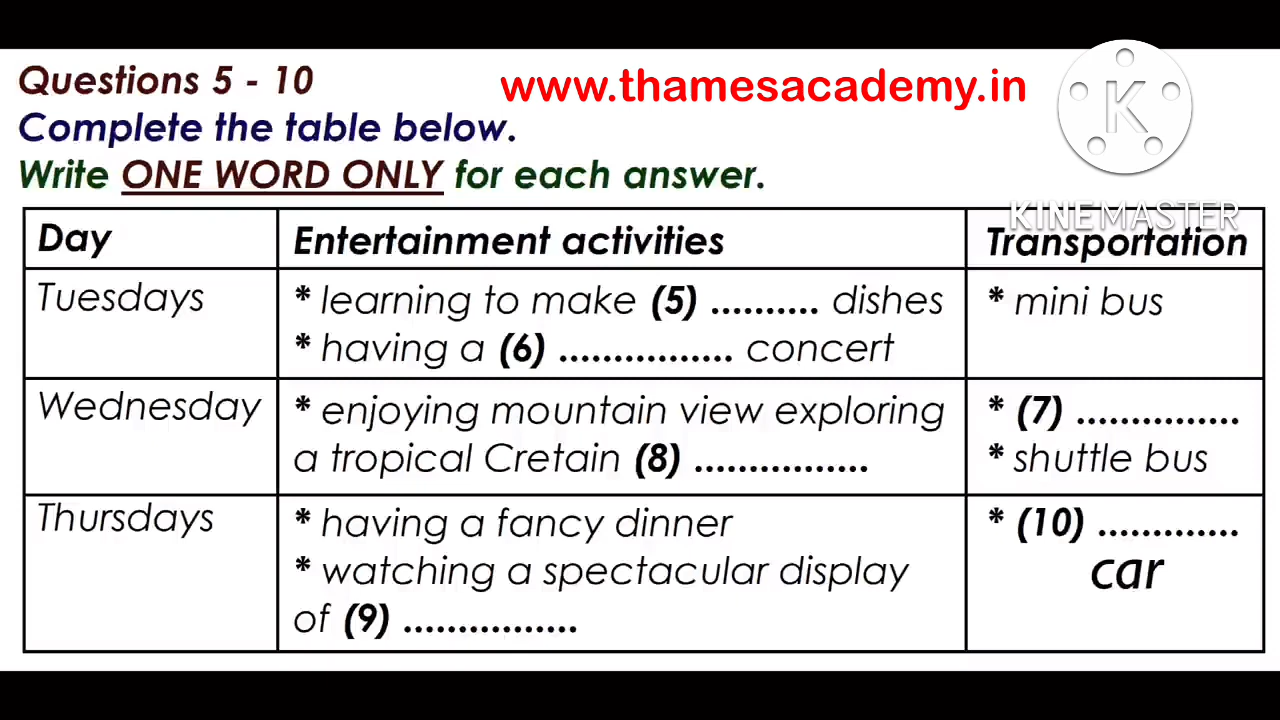 Questions 5 - 10
www.thamesacademy.in
Complete the table below.
Write ONE WORD ONLY for each answer.
K
KINEMASTER
Day Entertainment activities Transportation
Tuesdays * learning to make (5) .......... dishes * mini bus
* having a (6) ................ concert
Wednesday * enjoying mountain view exploring * (7) ...............
a tropical Cretain (8) ................ * shuttle bus
Thursdays * having a fancy dinner * (10) .............
* watching a spectacular display car
of (9) ................